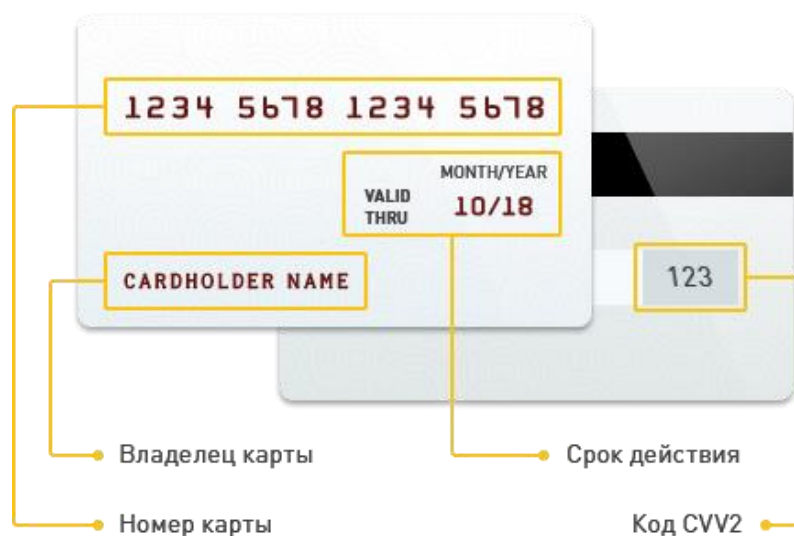 1234 5678 1234 5678
MONTH/YEAR
VALID THRU 10/18
CARDHOLDER NAME
123
Владелец карты
Срок действия
Номер карты
Код CVV2